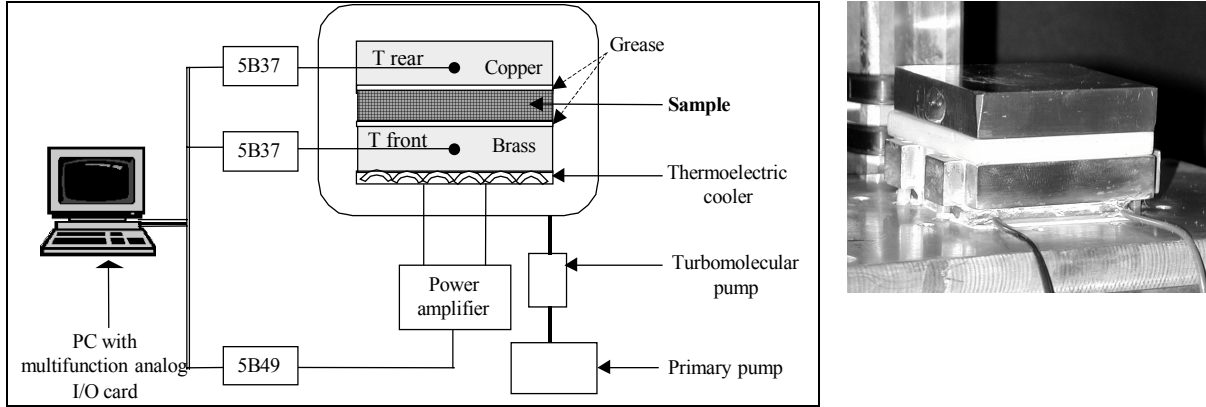 T rear
Copper
Grease
5B37
Sample
T front
Brass
5B37
Thermoelectric
cooler
Turbomolecular
pump
Power
amplifier
PC with
multifunction analog
I/O card
5B49
Primary pump